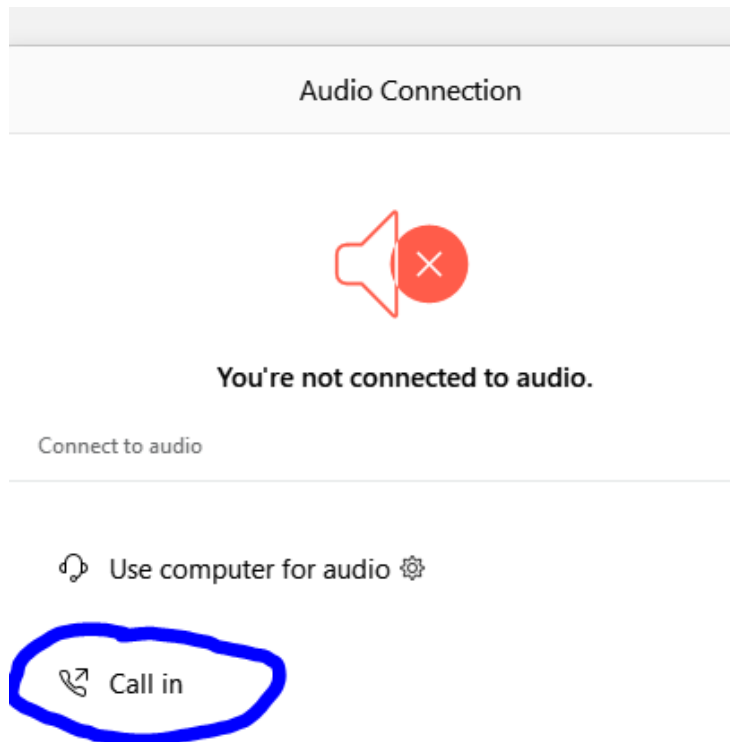 Audio Connection
You're not connected to audio.
Connect to audio
Use computer for audio
Call in